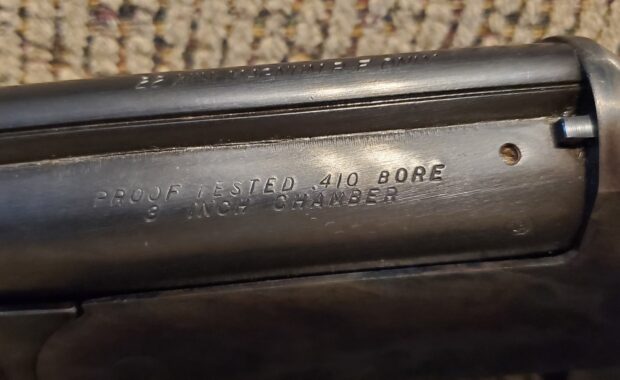 22
PROOF TESTED .410 BORE
3 INCH CHAMBER